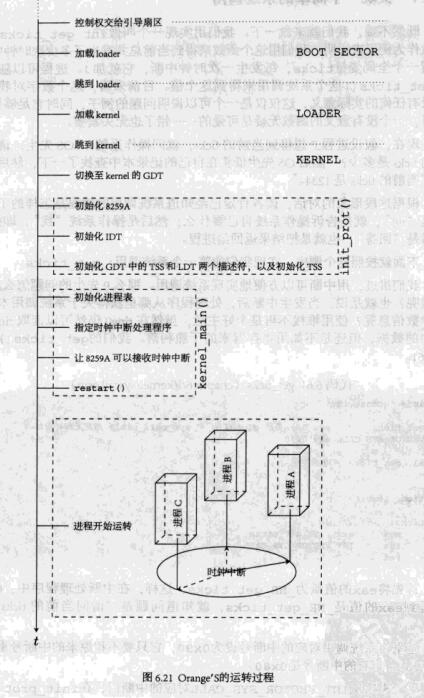 控制权交给引导扇区
加载 loader
BOOT SECTOR
跳到 loader
加载 kernel
LOADER
跳到 kernel
KERNEL
切换至 kernel 的 GDT
初始化 8259A
初始化 IDT
初始化 GDT 中的 TSS 和 LDT 两个描述符，以及初始化 TSS
init_prot()
初始化进程表
指定时钟中断处理程序
让 8259A 可以接收时钟中断
restart()
kernel_main()
进程 B
进程 A
进程 C
进程开始运转
时钟中断
t
图 6.21 Orange'S的运转过程